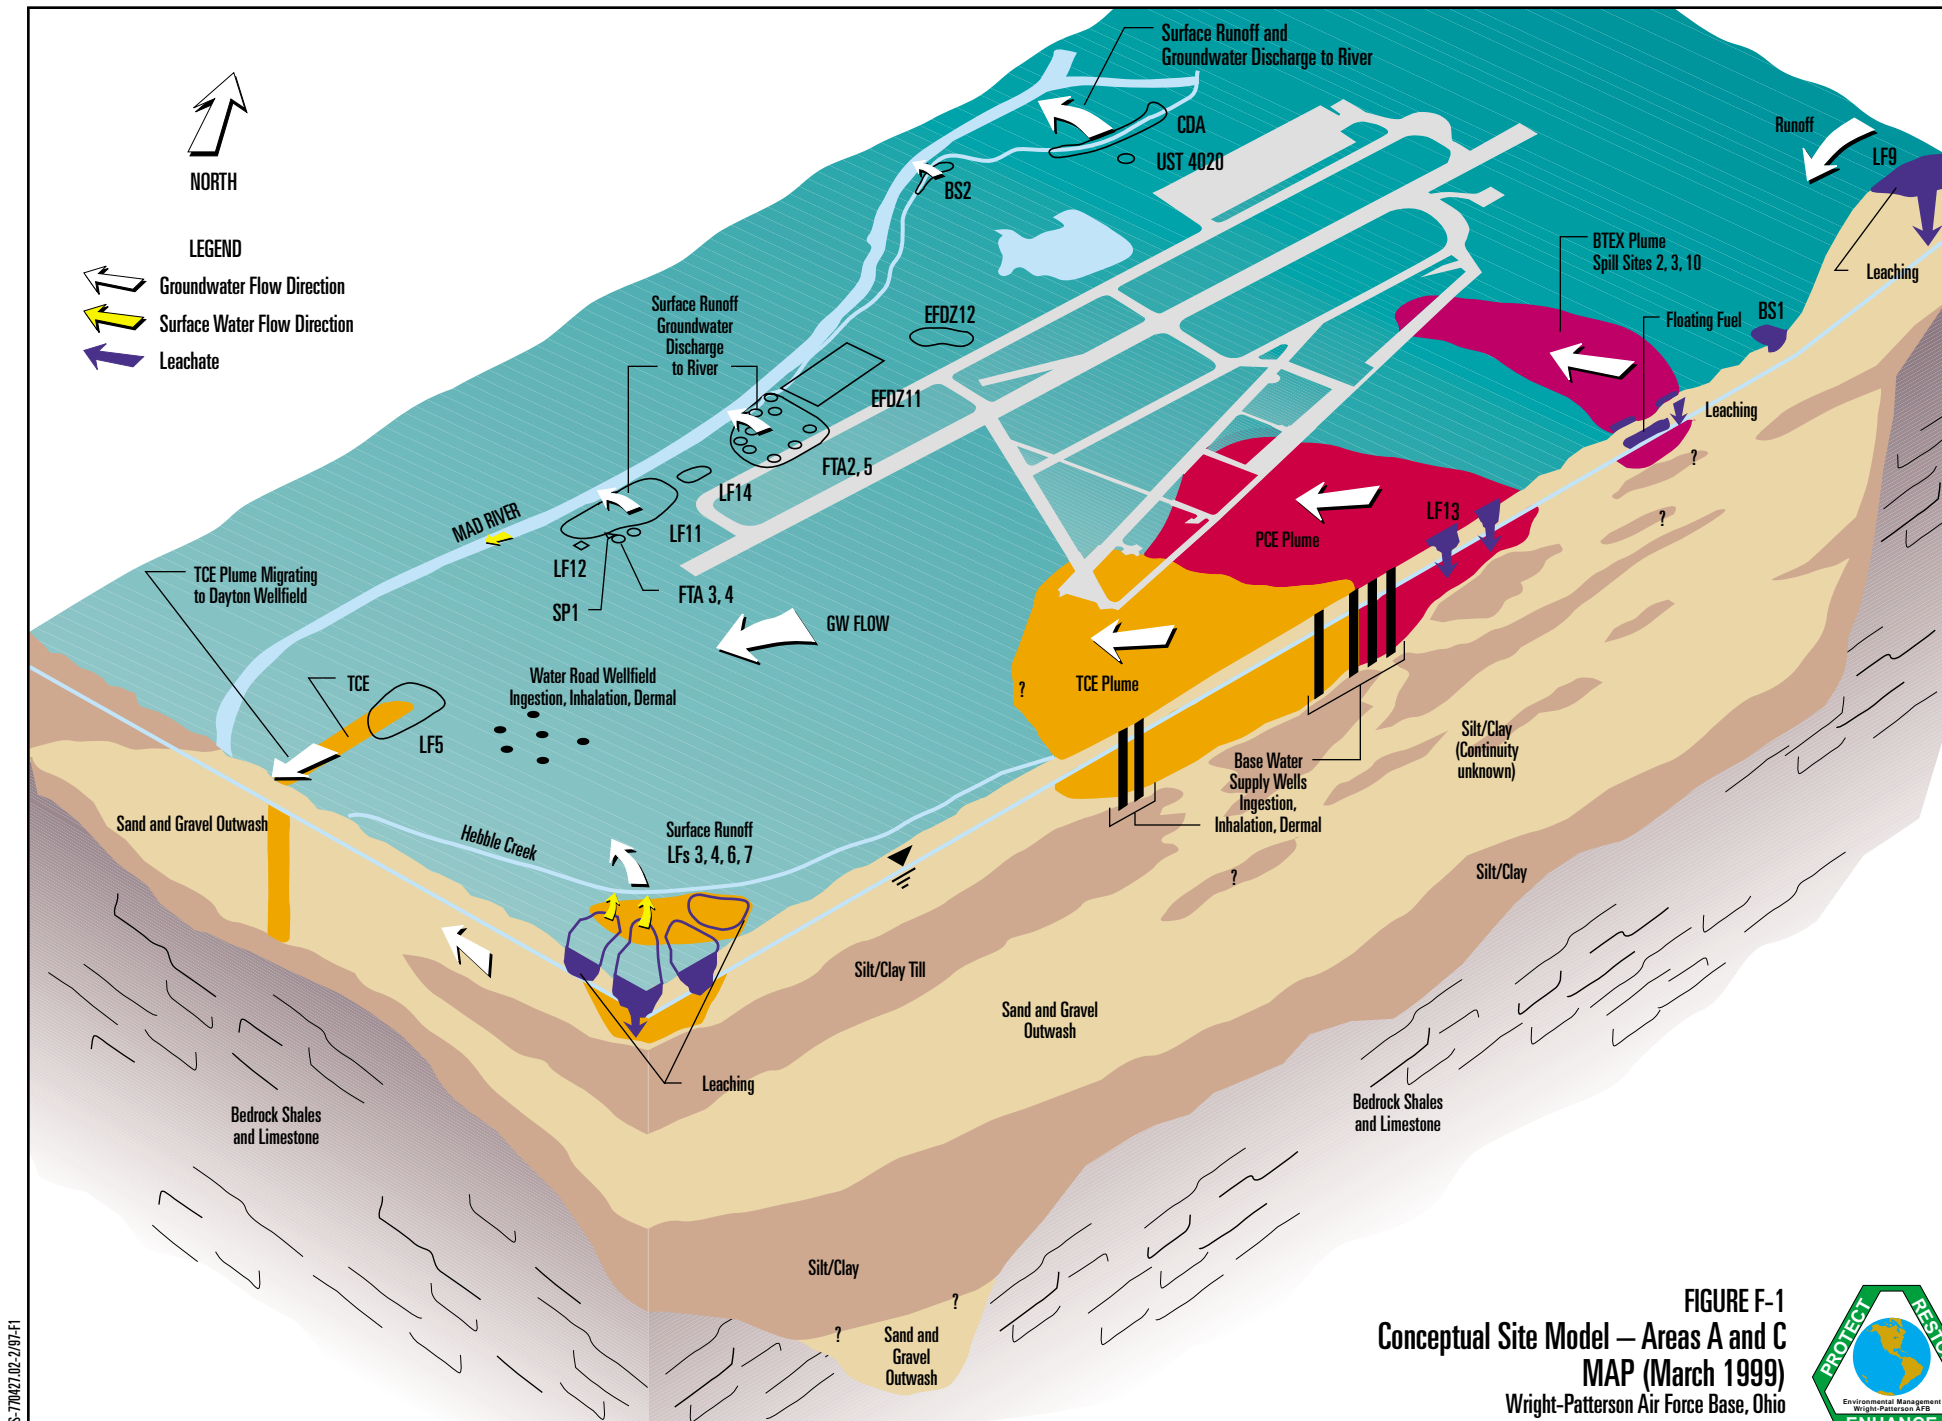 Surface Runoff and
Groundwater Discharge to River
CDA
UST 4020
BS2
NORTH
LEGEND
Groundwater Flow Direction
Surface Water Flow Direction
Leachate
Runoff
LF9
Leaching
BTEX Plume
Spill Sites 2, 3, 10
BS1
Floating Fuel
Leaching
Surface Runoff
Groundwater
Discharge
to River
EFDZ12
EFDZ11
FTA2, 5
LF14
LF11
MAD RIVER
LF12
FTA 3, 4
SP1
TCE Plume Migrating
to Dayton Wellfield
GW FLOW
PCE Plume
LF13
?
?
TCE Plume
?
TCE
LF5
Water Road Wellfield
Ingestion, Inhalation, Dermal
Silt/Clay
(Continuity
unknown)
Base Water
Supply Wells
Ingestion,
Inhalation, Dermal
Sand and Gravel Outwash
Hebble Creek
Surface Runoff
LFs 3, 4, 6, 7
?
Silt/Clay
Silt/Clay Till
Sand and Gravel
Outwash
Leaching
Bedrock Shales
and Limestone
Bedrock Shales
and Limestone
Silt/Clay
?
?
Sand and
Gravel
Outwash
FIGURE F-1
Conceptual Site Model – Areas A and C
MAP (March 1999)
Wright-Patterson Air Force Base, Ohio
PROTECT
Environmental Management
Wright-Patterson AFB
S-770427.02-2/97-F1